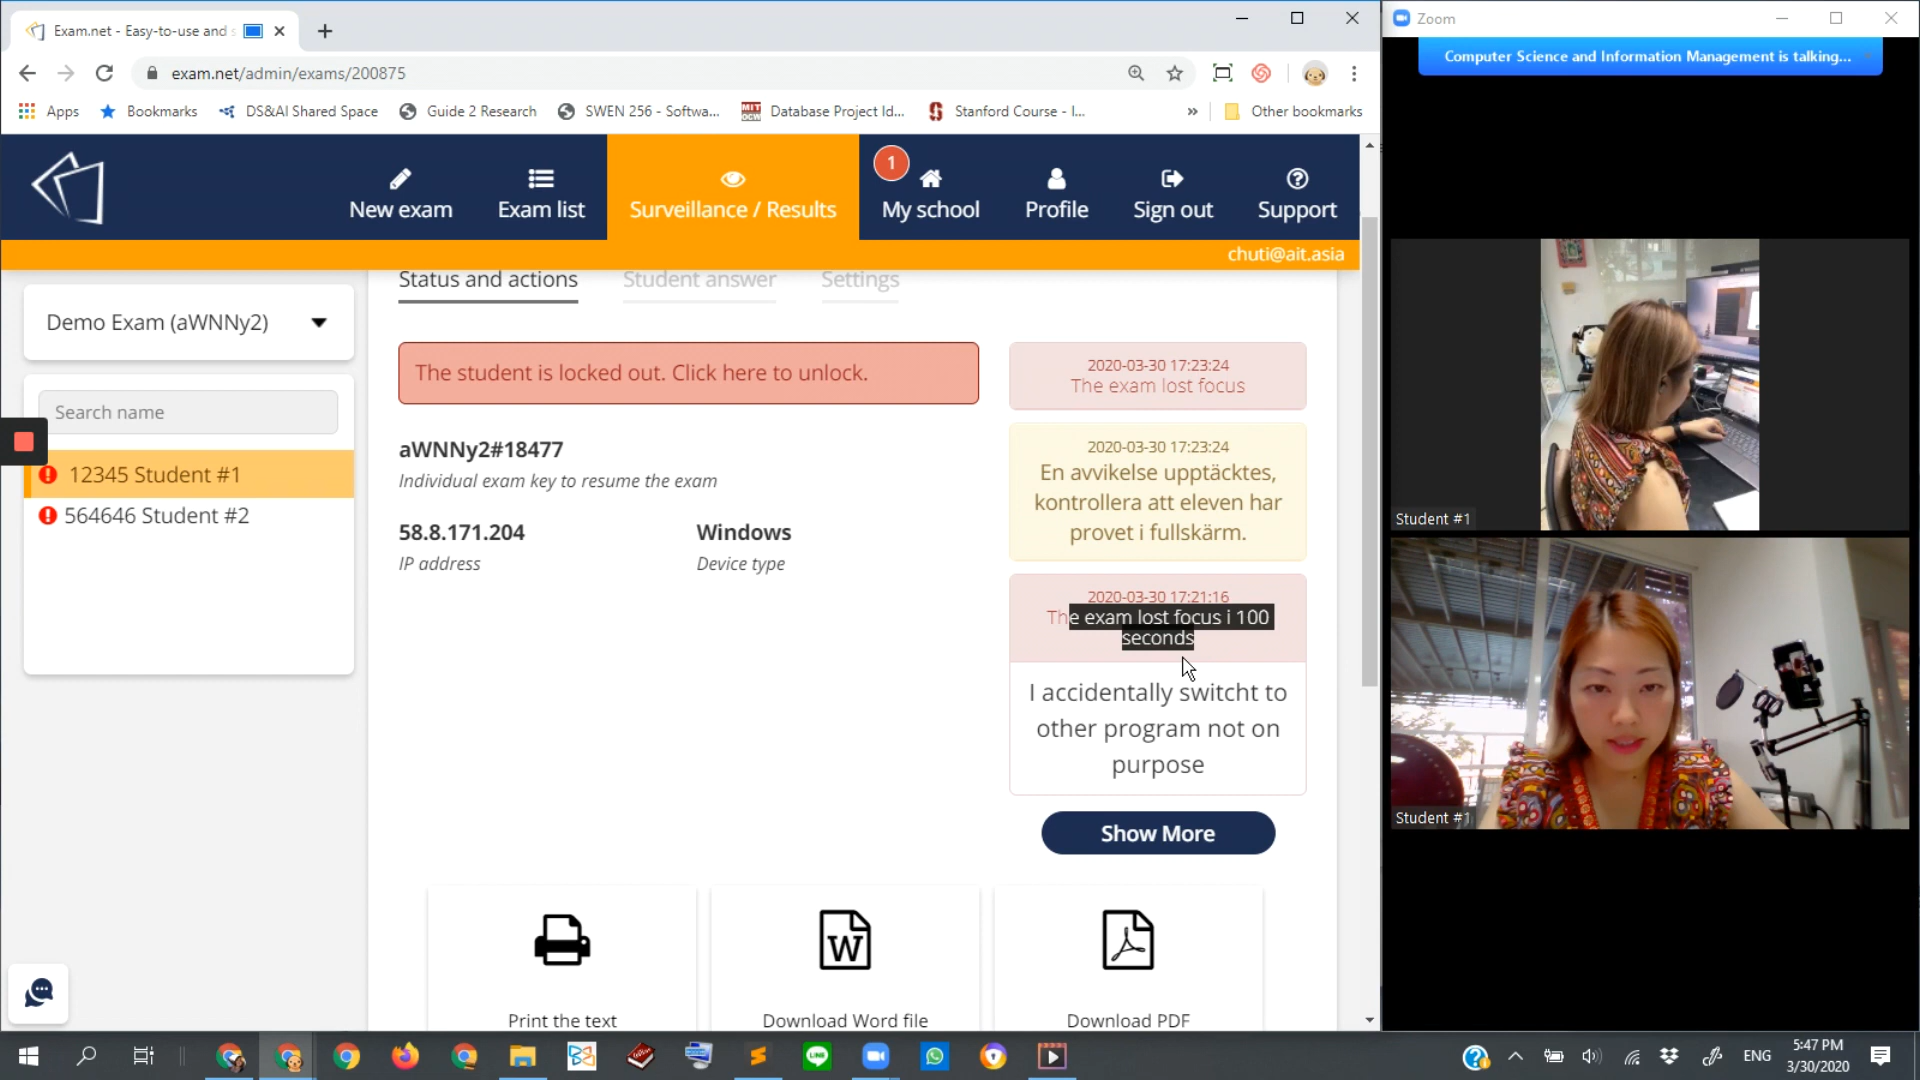 Exam.net - Easy-to-use and s
exam.net/admin/exams/200875
Apps
Bookmarks
DS&AI Shared Space
Guide 2 Research
SWEN 256 - Softwa...
Database Project Id...
Stanford Course - I...
»
Other bookmarks
New exam
Exam list
Surveillance / Results
1
My school
Profile
Sign out
Support
chuti@ait.asia
Status and actions
Student answer
Settings
Demo Exam (aWNNy2)
Search name
12345 Student #1
564646 Student #2
The student is locked out. Click here to unlock.
aWNNy2#18477
Individual exam key to resume the exam
58.8.171.204
IP address
Windows
Device type
2020-03-30 17:23:24
The exam lost focus
2020-03-30 17:23:24
En avvikelse upptäcktes,
kontrollera att eleven har
provet i fullskärm.
2020-03-30 17:21:16
The exam lost focus i 100
seconds
I accidentally switcht to
other program not on
purpose
Show More
Print the text
W
Download Word file
Download PDF
Zoom
Computer Science and Information Management is talking...
Student #1
Student #1
LINE
ENG
5:47 PM
3/30/2020